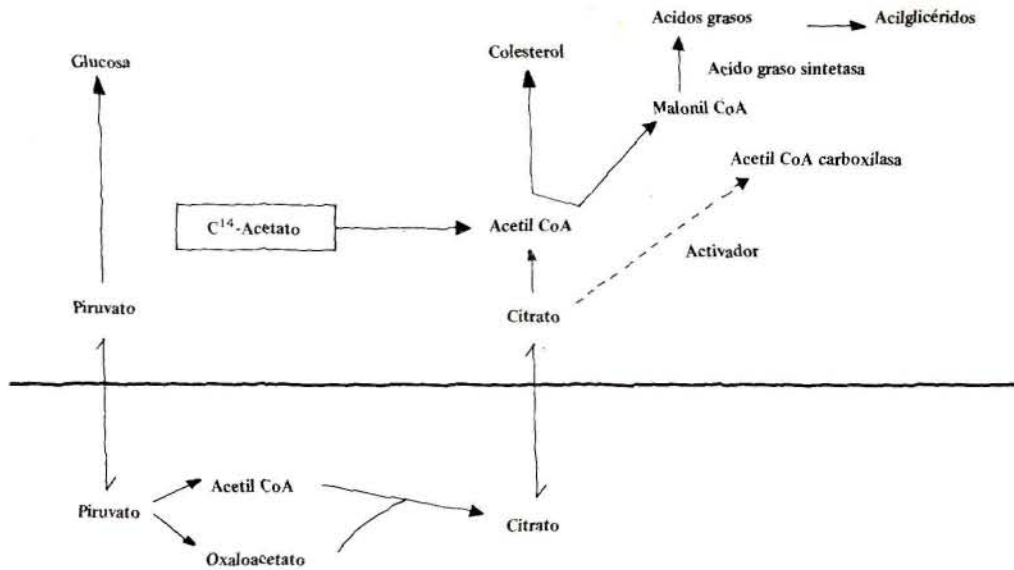 Acidos grasos
Acilglicéridos
Glucosa
Colesterol
Acido graso sintetasa
Malonil CoA
Acetil CoA carboxilasa
C¹⁴-Acetato
Acetil CoA
Activador
Piruvato
Citrato
Acetil CoA
Piruvato
Citrato
Oxaloacetato